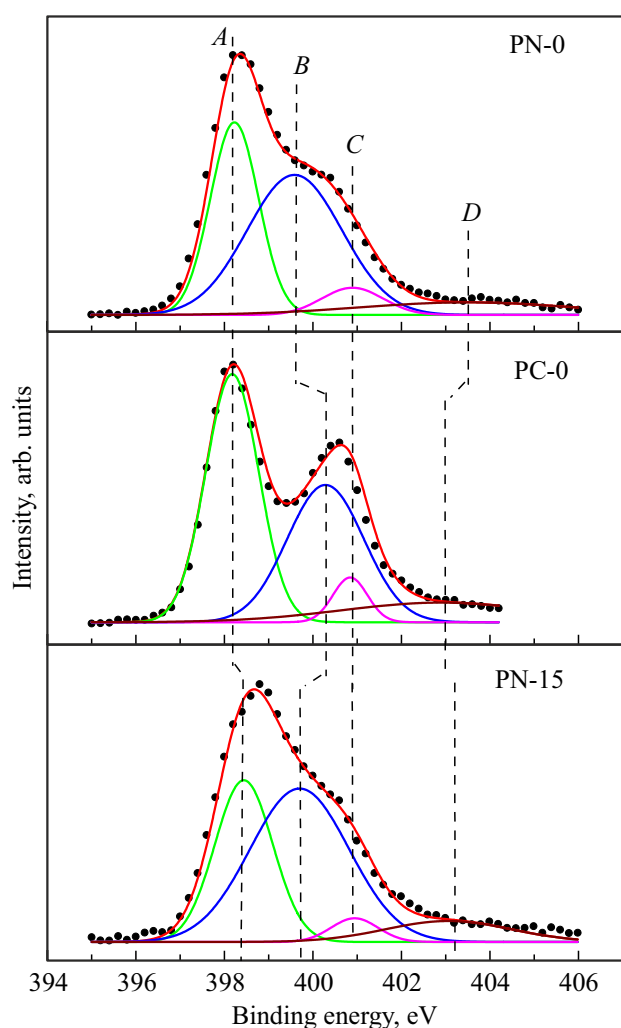 A
PN-0
B
C
D
PC-0
Intensity, arb. units
PN-15
394 396 398 400 402 404 406
Binding energy, eV